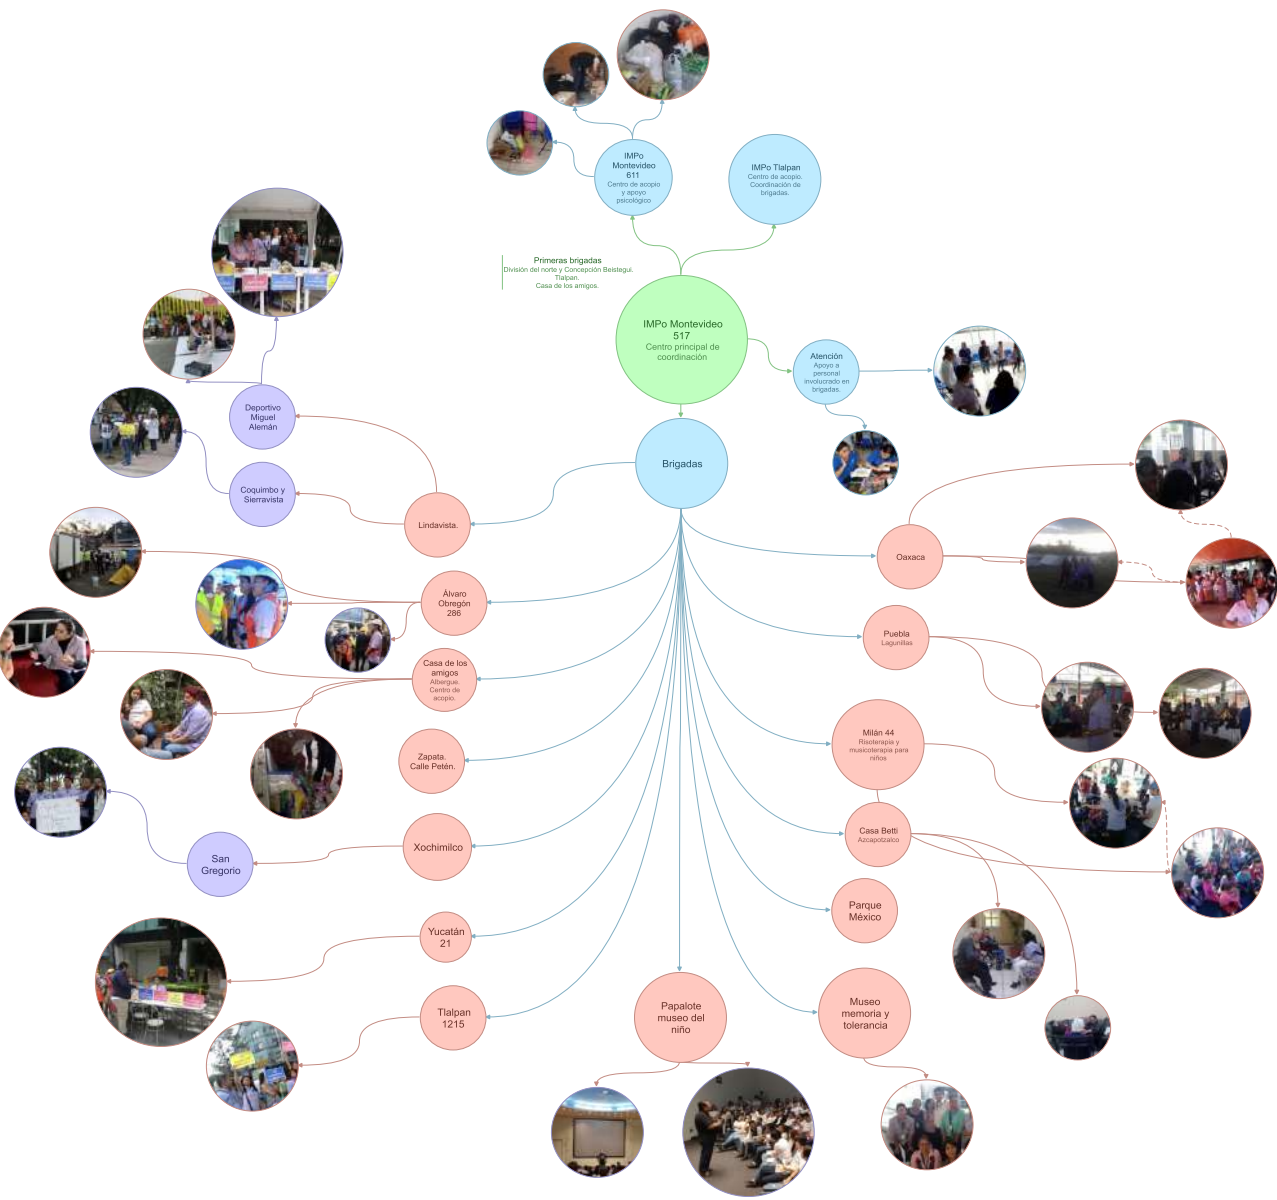 IMPo
Montevideo
611
Centro de acopio
y apoyo
psicológico
IMPo Tlalpan
Centro de acopio.
Coordinación de
brigadas.
Primeras brigadas
División del norte y Concepción Beistegui.
Tlalpan.
Casa de los amigos.
IMPo Montevideo
517
Centro principal de
coordinación
Atención
Apoyo a
personal
involucrado en
brigadas.
Brigadas
Deportivo
Miguel
Alemán
Coquimbo y
Sierravista
Lindavista.
Álvaro
Obregón
286
Casa de los
amigos
Albergue.
Centro de
acopio.
Zapata.
Calle Petén.
Xochimilco
San
Gregorio
Yucatán
21
Tlalpan
1215
Oaxaca
Puebla
Lagunillas
Milán 44
Risoterapia y
musicoterapia para
niños
Casa Betti
Azcapotzalco
Parque
México
Museo
memoria y
tolerancia
Papalote
museo del
niño